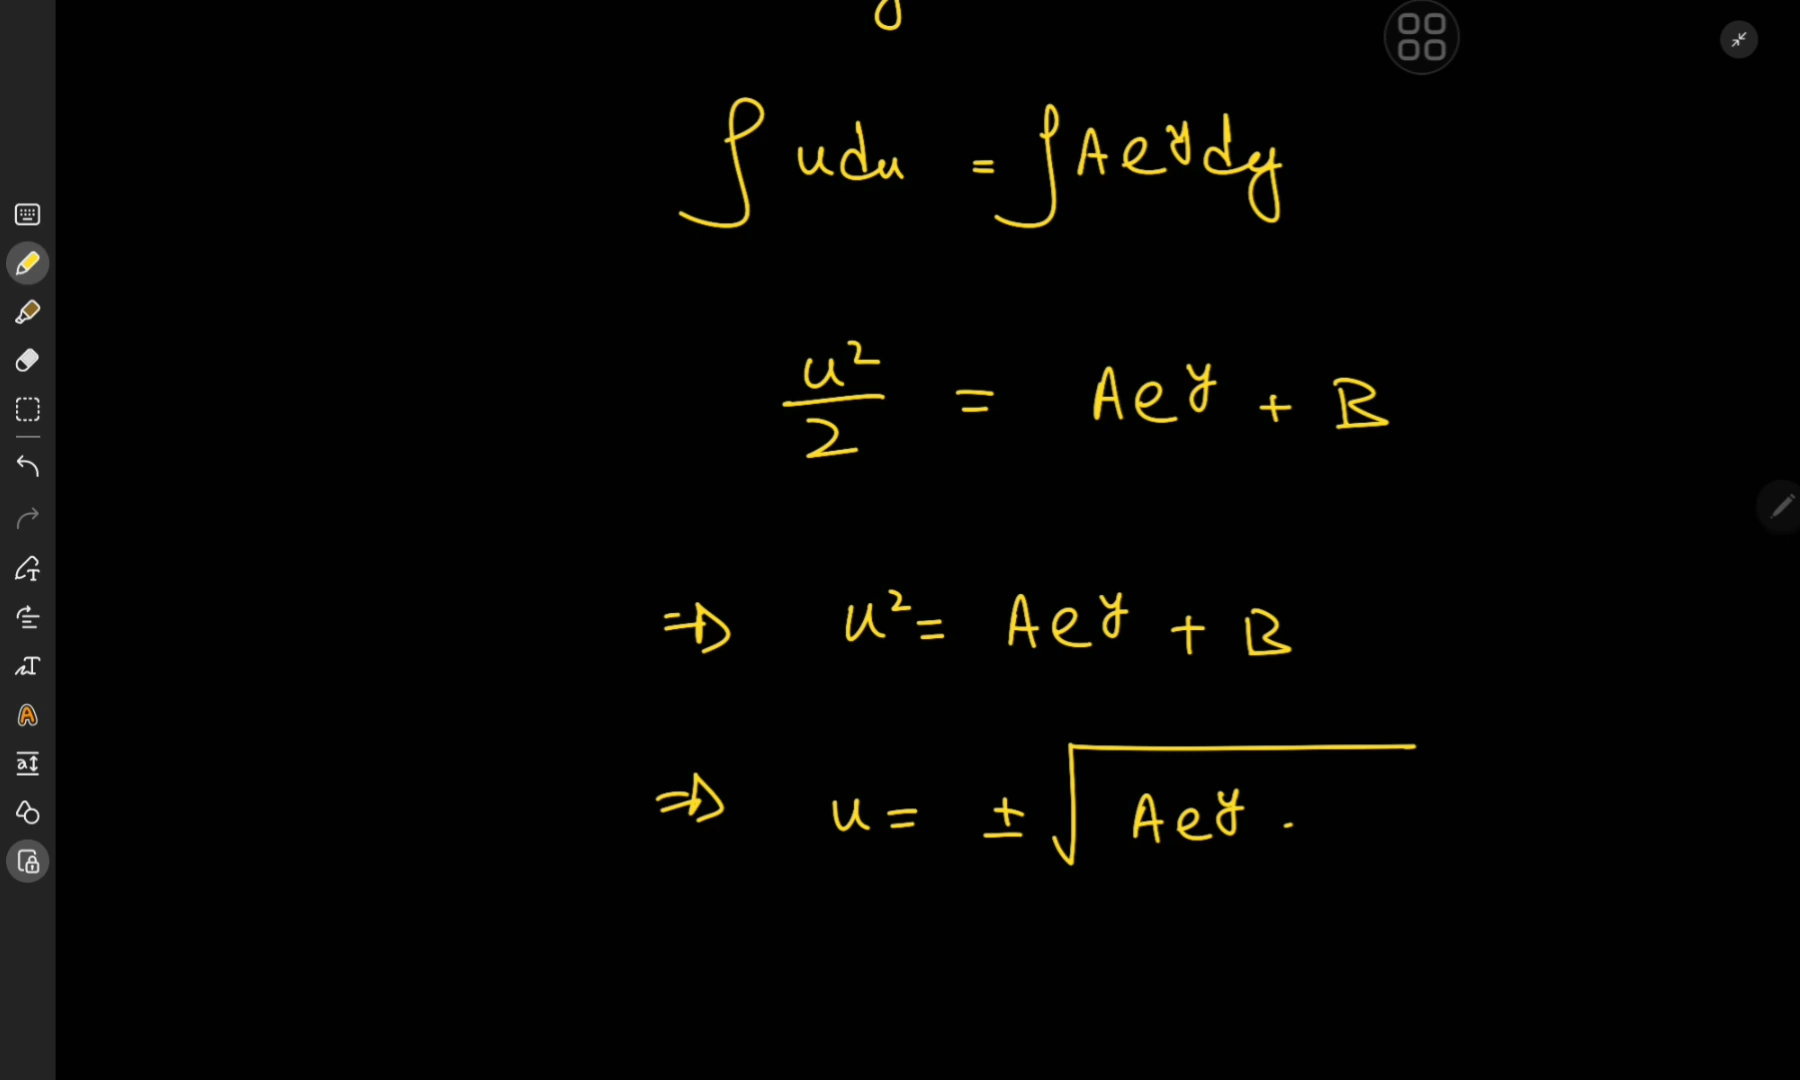 ∫ u du = ∫ A e^y dy
u²/2 = A e^y + B
⇒ u² = A e^y + B
⇒ u = ± √(A e^y .